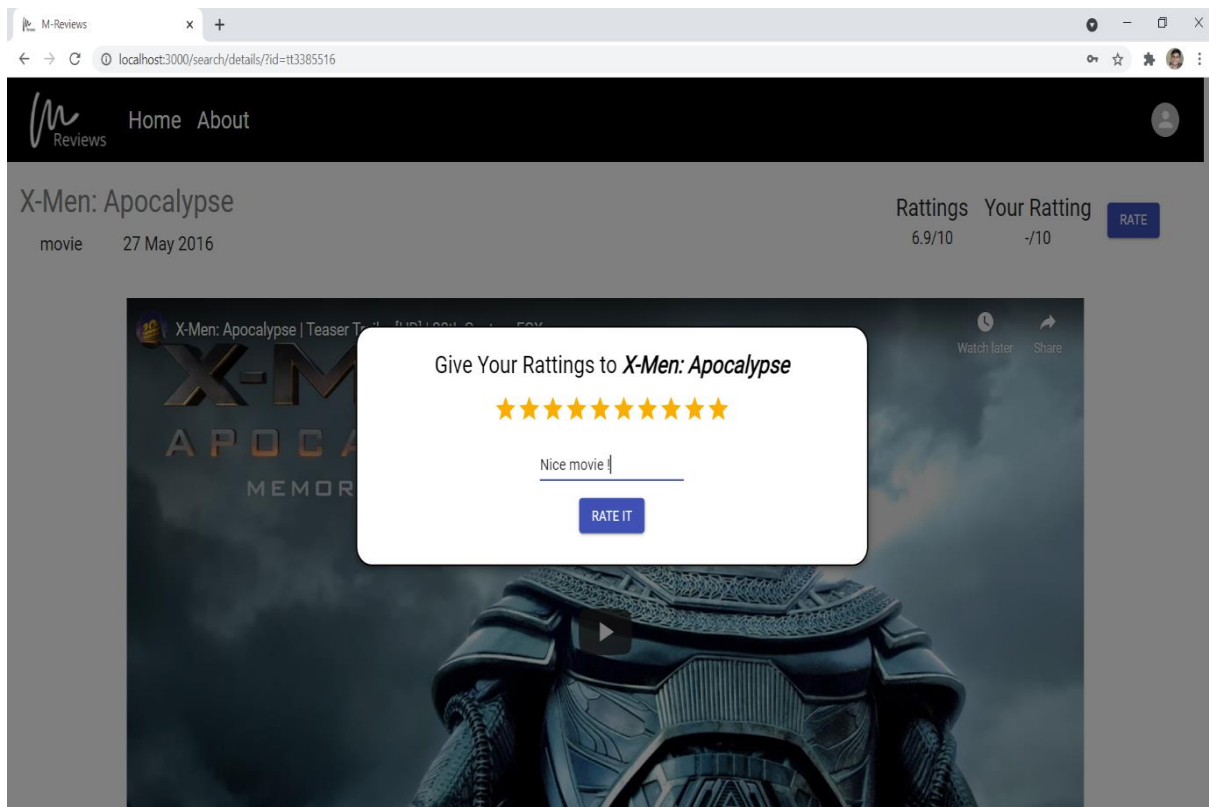 M-Reviews
localhost:3000/search/details/?id=tt3385516
Reviews Home About
X-Men: Apocalypse
Rattings Your Ratting RATE
movie 27 May 2016 6.9/10 -/10
X-Men: Apocalypse | Teaser
Watch later Share
Give Your Rattings to X-Men: Apocalypse
APOCA
MEMOR
Nice movie !
RATE IT